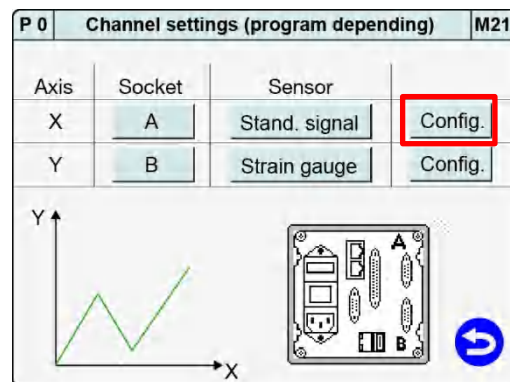 P 0 Channel settings (program depending) M21
Axis Socket Sensor
X A Stand. signal Config.
Y B Strain gauge Config.
Y
A
B
X